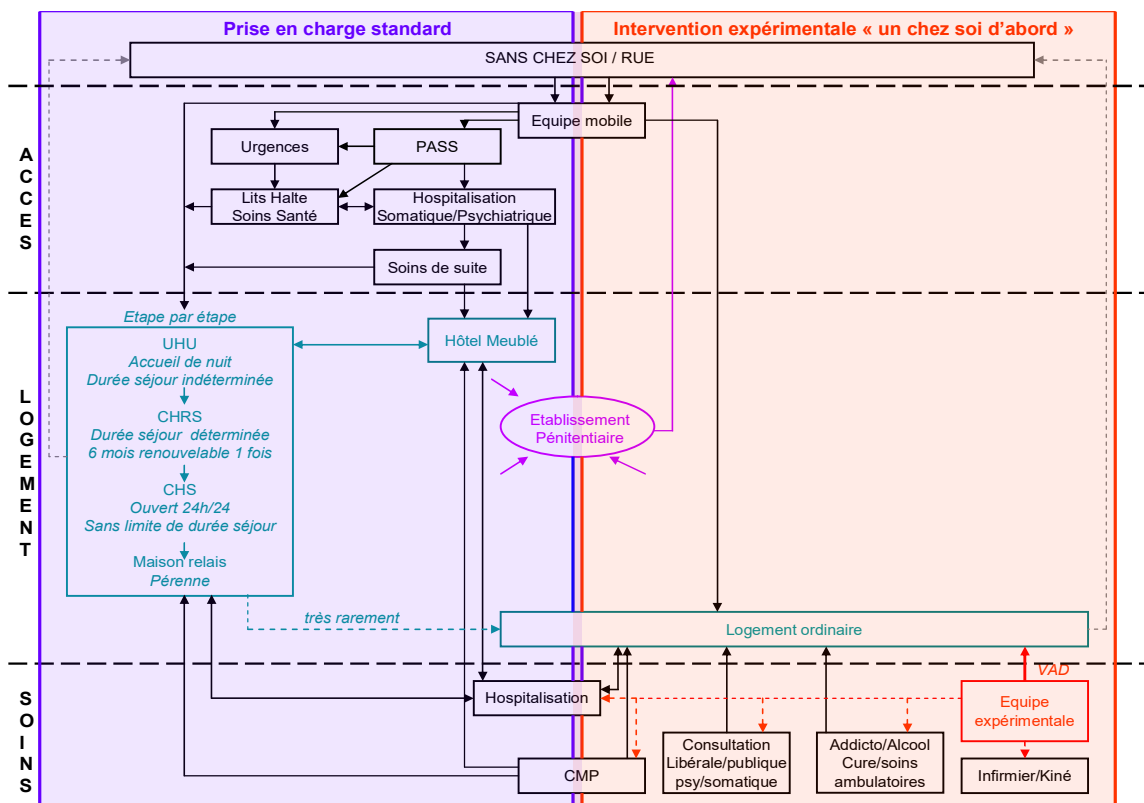 Prise en charge standard
Intervention expérimentale « un chez soi d’abord »
SANS CHEZ SOI / RUE
ACCES
Equipe mobile
Urgences
PASS
Lits Halte
Soins Santé
Hospitalisation
Somatique/Psychiatrique
Soins de suite
LOGEMENT
Etape par étape
UHU
Accueil de nuit
Durée séjour indéterminée
CHRS
Durée séjour déterminée
6 mois renouvelable 1 fois
CHS
Ouvert 24h/24
Sans limite de durée séjour
Maison relais
Pérenne
Hôtel Meublé
Etablissement
Pénitentiaire
très rarement
Logement ordinaire
SOINS
VAD
Hospitalisation
Equipe
expérimentale
CMP
Consultation
Libérale/publique
psy/somatique
Addicto/Alcool
Cure/soins
ambulatoires
Infirmier/Kiné